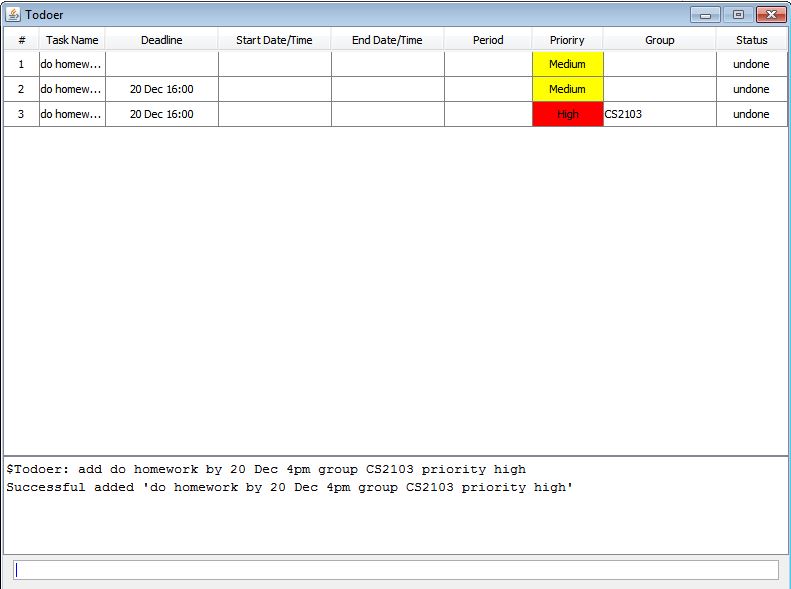 Todoer
# Task Name Deadline Start Date/Time End Date/Time Period Prioriry Group Status
1 do homew... Medium undone
2 do homew... 20 Dec 16:00 Medium undone
3 do homew... 20 Dec 16:00 High CS2103 undone
$Todoer: add do homework by 20 Dec 4pm group CS2103 priority high
Successful added 'do homework by 20 Dec 4pm group CS2103 priority high'